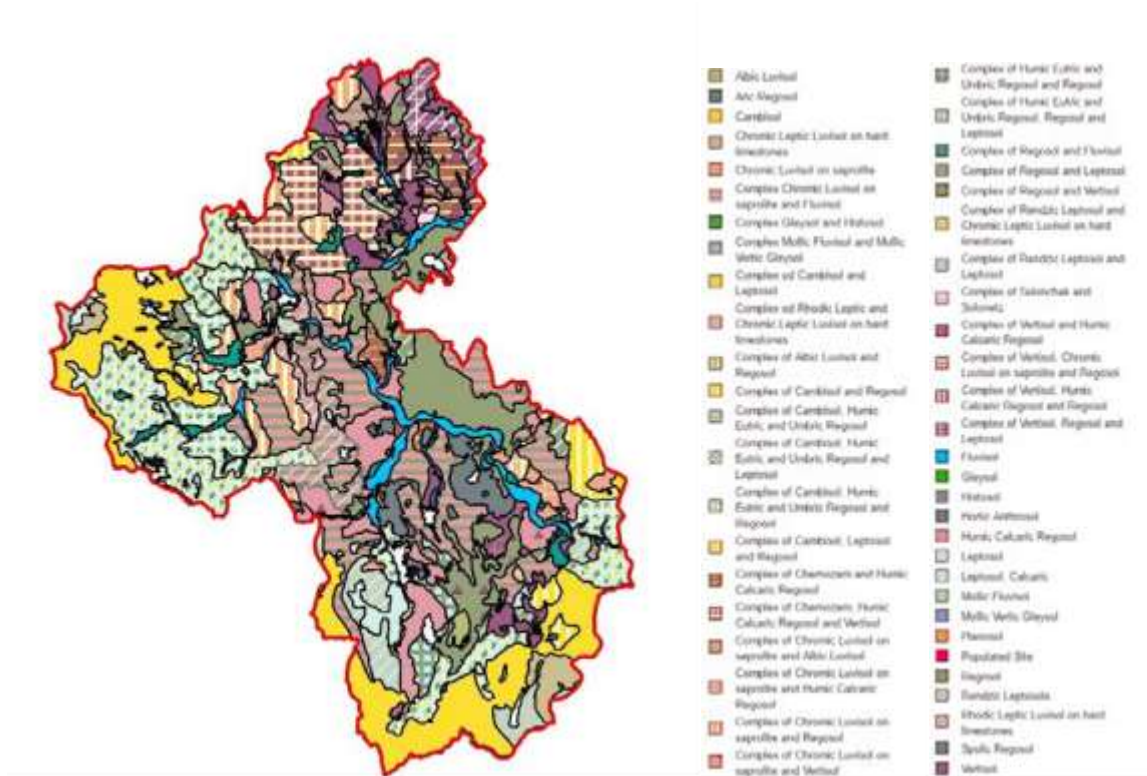 Albic Luvisol
Aric Regosol
Cambisol
Chromic Leptic Luvisol on hard
limestones
Chromic Luvisol on saprolite
Complex Chromic Luvisol on
saprolite and Fluvisol
Complex Gleysol and Histosol
Complex Mollic Fluvisol and Mollic
Vertic Gleysol
Complex od Cambisol and
Leptosol
Complex od Rhodic Leptic and
Chromic Leptic Luvisol on hard
limestones
Complex of Albic Luvisol and
Regosol
Complex of Cambisol and Regosol
Complex of Cambisol, Humic
Eutric and Umbric Regosol
Complex of Cambisol, Humic
Eutric and Umbric Regosol and
Leptosol
Complex of Cambisol, Humic
Eutric and Umbric Regosol and
Regosol
Complex of Cambisol, Leptosol
and Regosol
Complex of Chernozem and Humic
Calcaric Regosol
Complex of Chernozem, Humic
Calcaric Regosol and Vertisol
Complex of Chromic Luvisol on
saprolite and Albic Luvisol
Complex of Chromic Luvisol on
saprolite and Humic Calcaric
Regosol
Complex of Chromic Luvisol on
saprolite and Regosol
Complex of Chromic Luvisol on
saprolite and Vertisol
Complex of Humic Eutric and
Umbric Regosol and Regosol
Complex of Humic Eutric and
Umbric Regosol, Regosol and
Leptosol
Complex of Regosol and Fluvisol
Complex of Regosol and Leptosol
Complex of Regosol and Vertisol
Complex of Rendzic Leptosol and
Chromic Leptic Luvisol on hard
limestones
Complex of Rendzic Leptosol and
Leptosol
Complex of Solonchak and
Solonetz
Complex of Vertisol and Humic
Calcaric Regosol
Complex of Vertisol, Chromic
Luvisol on saprolite and Regosol
Complex of Vertisol, Humic
Calcaric Regosol and Regosol
Complex of Vertisol, Regosol and
Leptosol
Fluvisol
Gleysol
Histosol
Hortic Anthrosol
Humic Calcaric Regosol
Leptosol
Leptosol, Calcaric
Mollic Fluvisol
Mollic Vertic Gleysol
Planosol
Populated Site
Regosol
Rendzic Leptosols
Rhodic Leptic Luvisol on hard
limestones
Spolic Regosol
Vertisol